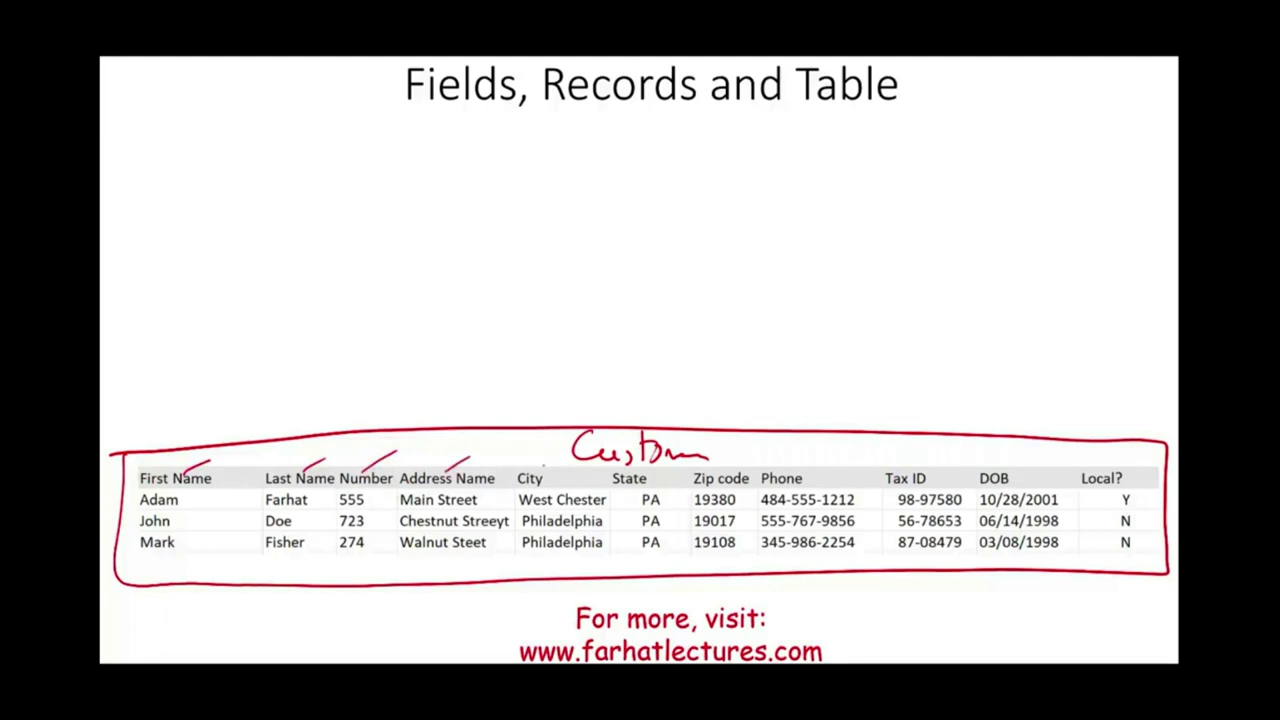 Fields, Records and Table
Custom
First Name Last Name Number Address Name City State Zip code Phone Tax ID DOB Local?
Adam Farhat 555 Main Street West Chester PA 19380 484-555-1212 98-97580 10/28/2001 Y
John Doe 723 Chestnut Streeyt Philadelphia PA 19017 555-767-9856 56-78653 06/14/1998 N
Mark Fisher 274 Walnut Steet Philadelphia PA 19108 345-986-2254 87-08479 03/08/1998 N
For more, visit:
www.farhatlectures.com